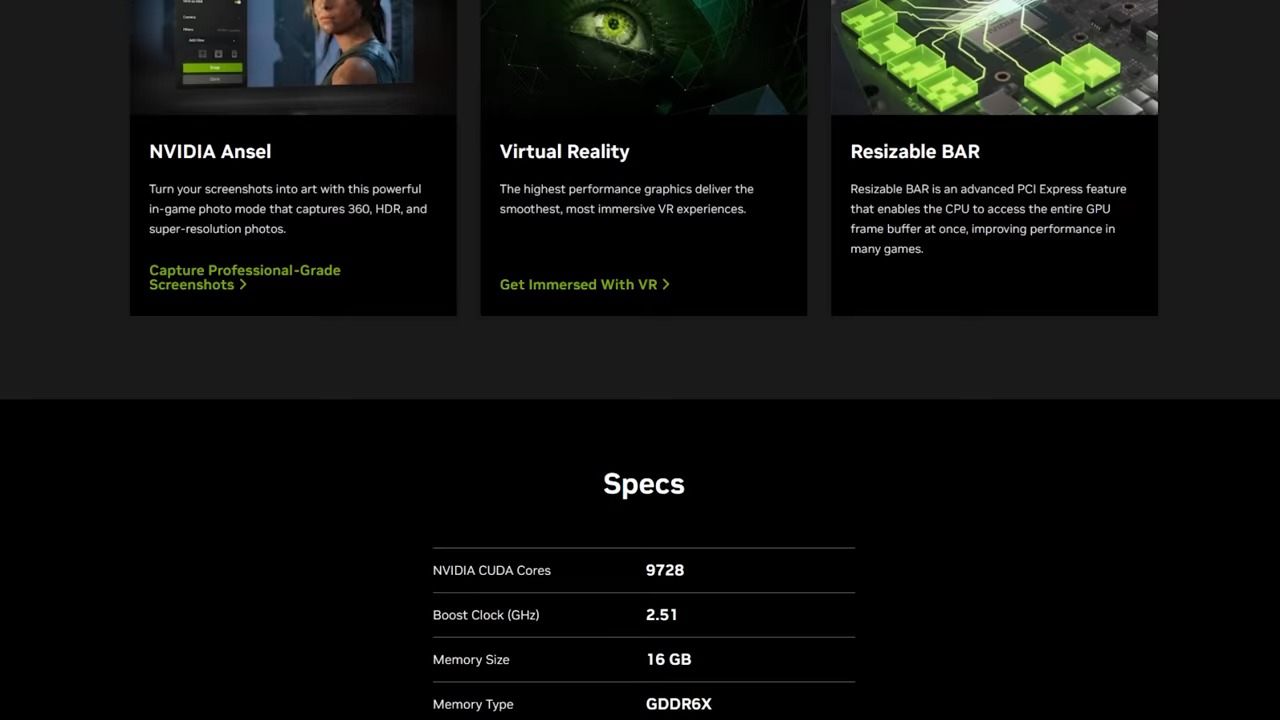 NVIDIA Ansel
Turn your screenshots into art with this powerful
in-game photo mode that captures 360, HDR, and
super-resolution photos.
Capture Professional-Grade
Screenshots >
Virtual Reality
The highest performance graphics deliver the
smoothest, most immersive VR experiences.
Get Immersed With VR >
Resizable BAR
Resizable BAR is an advanced PCI Express feature
that enables the CPU to access the entire GPU
frame buffer at once, improving performance in
many games.
Specs
NVIDIA CUDA Cores 9728
Boost Clock (GHz) 2.51
Memory Size 16 GB
Memory Type GDDR6X